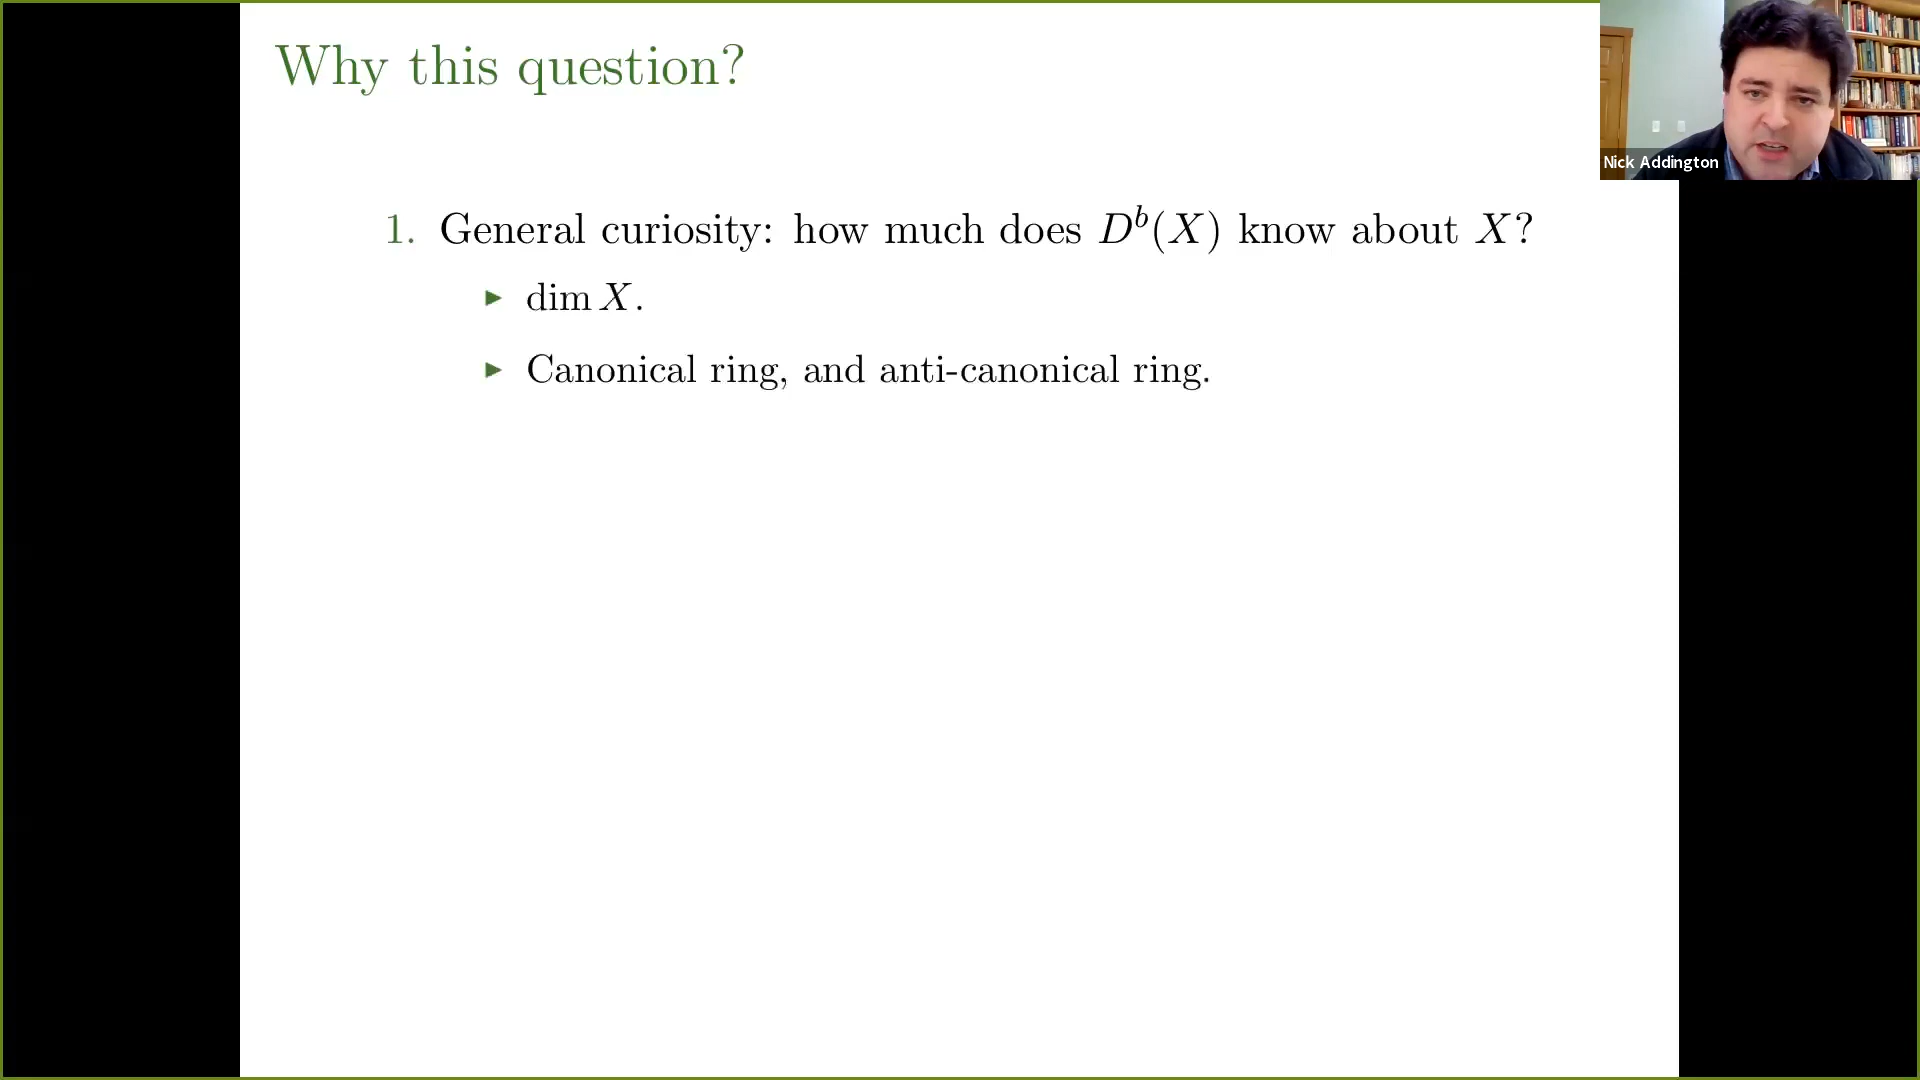 Why this question?
Nick Addington
1. General curiosity: how much does D^b(X) know about X?
▶ dim X.
▶ Canonical ring, and anti-canonical ring.